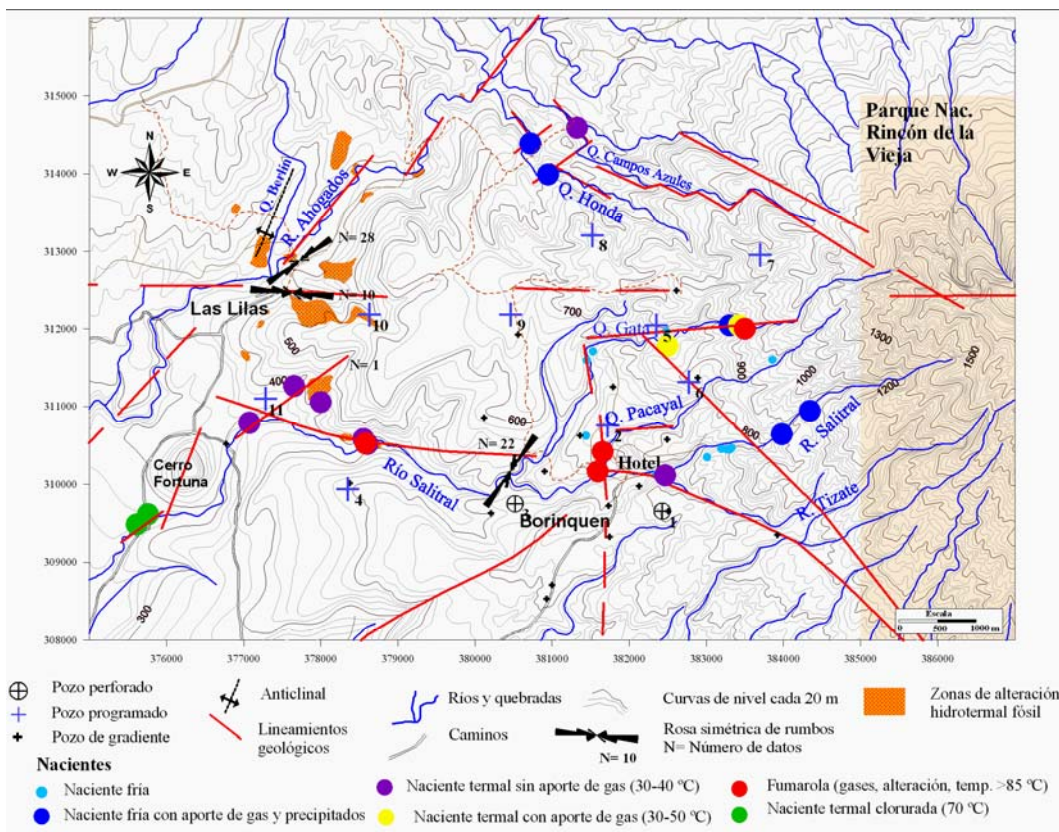 315000
314000
313000
312000
311000
310000
309000
308000
376000
377000
378000
379000
380000
381000
382000
383000
384000
385000
386000
N
W
E
S
Parque Nac.
Rincón de la
Vieja
Q. Berlín
R. Ahogados
Q. Campos Azules
Q. Honda
N= 28
N= 10
8
7
Las Lilas
10
9
700
Q. Gata
5
500
1300
1500
N= 1
400
11
900
1000
1200
6
Q. Pacayal
2
600
800
R. Salitral
N= 22
Hotel
Cerro
Fortuna
Río Salitral
4
3
Borinquen
1
R. Tizate
300
Escala
0 500 1000 m
Pozo perforado
Pozo programado
Pozo de gradiente
Anticlinal
Lineamientos
geológicos
Ríos y quebradas
Caminos
Curvas de nivel cada 20 m
Rosa simétrica de rumbos
N= Número de datos
N= 10
Zonas de alteración
hidrotermal fósil
Nacientes
Naciente fría
Naciente fría con aporte de gas y precipitados
Naciente termal sin aporte de gas (30-40 ºC)
Naciente termal con aporte de gas (30-50 ºC)
Fumarola (gases, alteración, temp. >85 ºC)
Naciente termal clorurada (70 ºC)